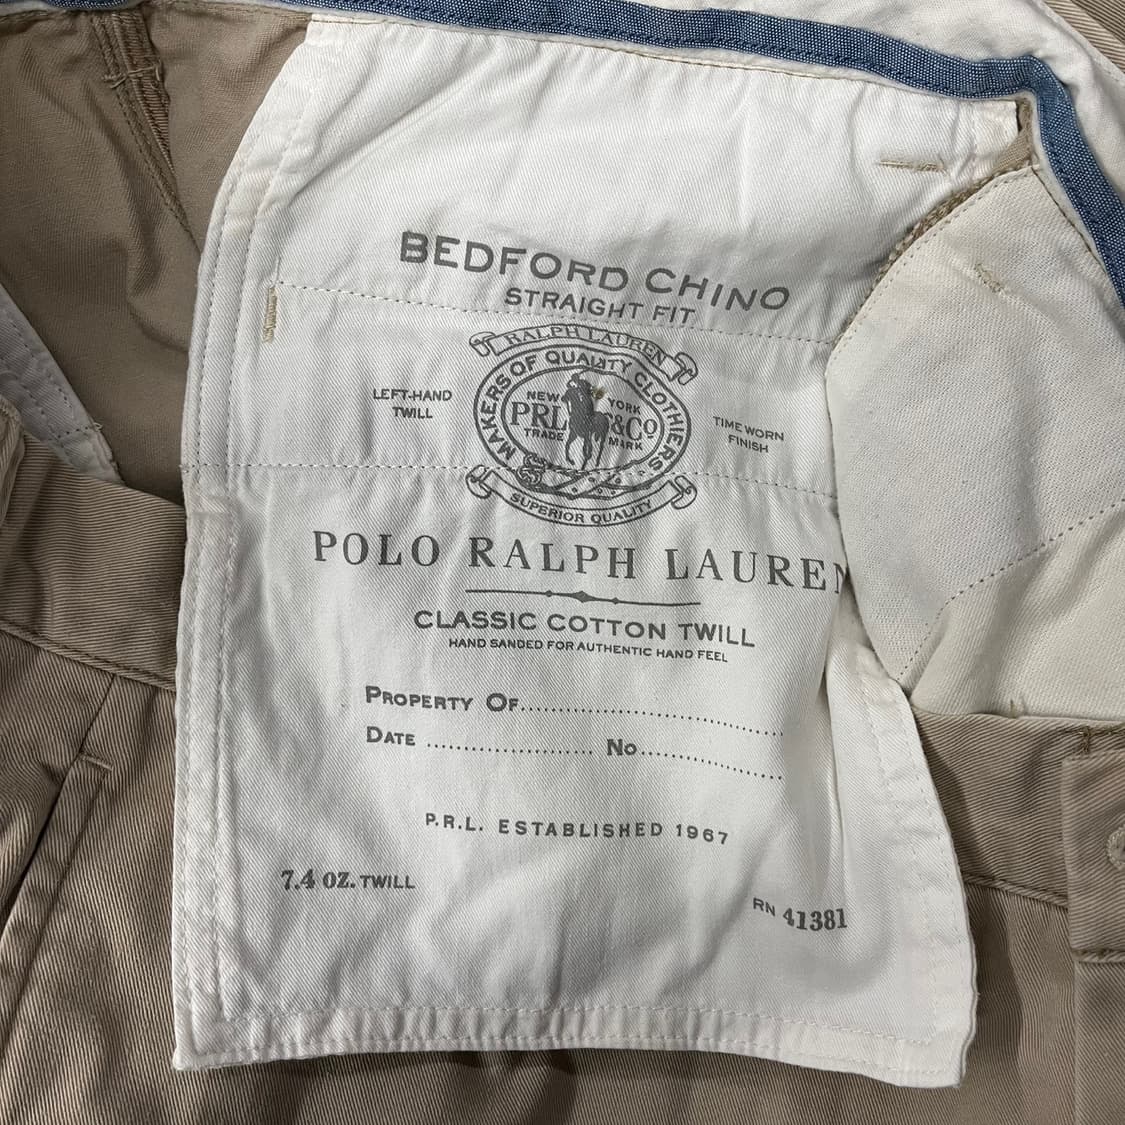 BEDFORD CHINO
STRAIGHT FIT
RALPH LAUREN
MAKERS OF QUALITY CLOTHIERS
LEFT-HAND
TWILL
NEW YORK
PRL &Co
TRADE MARK
TIME WORN
FINISH
SUPERIOR QUALITY
POLO RALPH LAUREN
CLASSIC COTTON TWILL
HAND SANDED FOR AUTHENTIC HAND FEEL
PROPERTY OF..............................
DATE .................... NO.................
P.R.L. ESTABLISHED 1967
7.4 OZ. TWILL
RN 41381